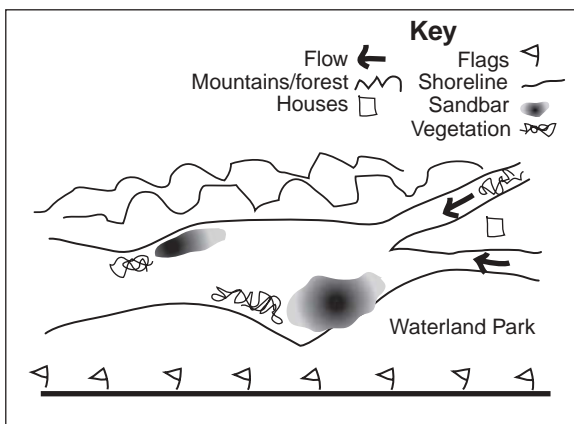 Key
Flow
Flags
Mountains/forest
Shoreline
Houses
Sandbar
Vegetation
Waterland Park